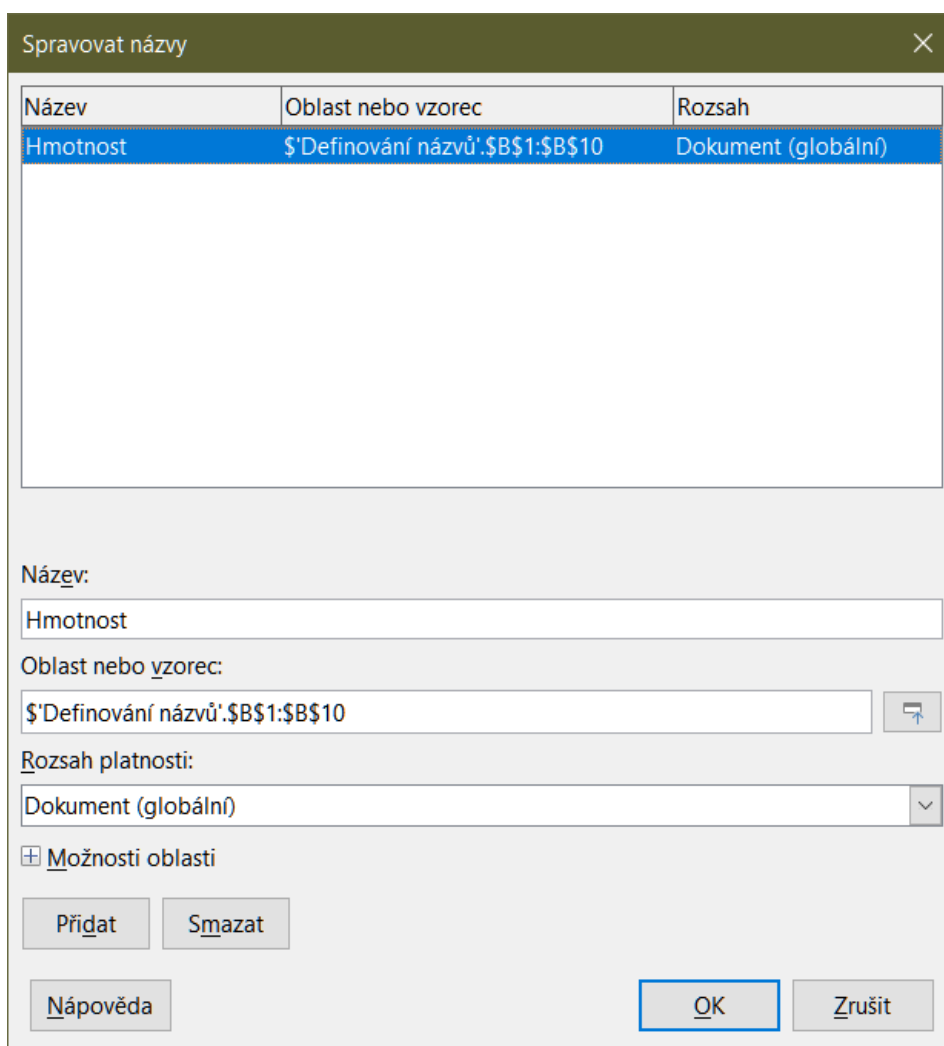 Spravovat názvy
Název Oblast nebo vzorec Rozsah
Hmotnost $'Definování názvů'.$B$1:$B$10 Dokument (globální)
Název:
Hmotnost
Oblast nebo vzorec:
$'Definování názvů'.$B$1:$B$10
Rozsah platnosti:
Dokument (globální)
Možnosti oblasti
Přidat Smazat
Nápověda OK Zrušit